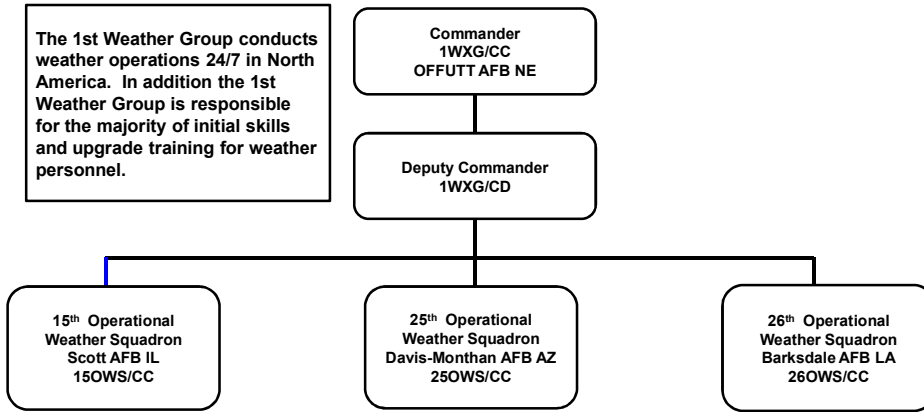 The 1st Weather Group conducts
weather operations 24/7 in North
America.  In addition the 1st
Weather Group is responsible
for the majority of initial skills
and upgrade training for weather
personnel.
Commander
1WXG/CC
OFFUTT AFB NE
Deputy Commander
1WXG/CD
15th Operational
Weather Squadron
Scott AFB IL
15OWS/CC
25th Operational
Weather Squadron
Davis-Monthan AFB AZ
25OWS/CC
26th Operational
Weather Squadron
Barksdale AFB LA
26OWS/CC